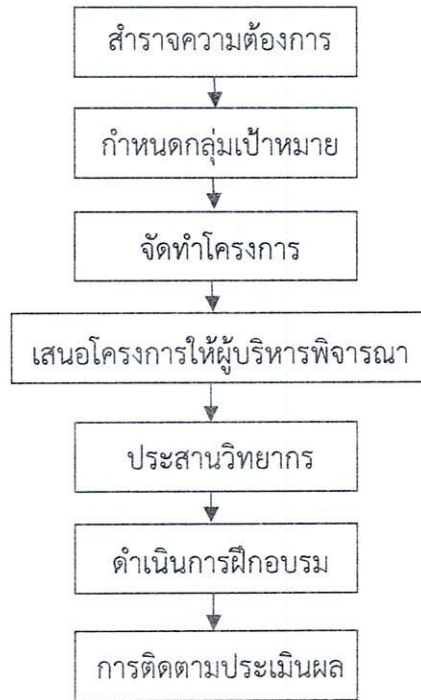 สำราจความต้องการ
กำหนดกลุ่มเป้าหมาย
จัดทำโครงการ
เสนอโครงการให้ผู้บริหารพิจารณา
ประสานวิทยากร
ดำเนินการฝึกอบรม
การติดตามประเมินผล